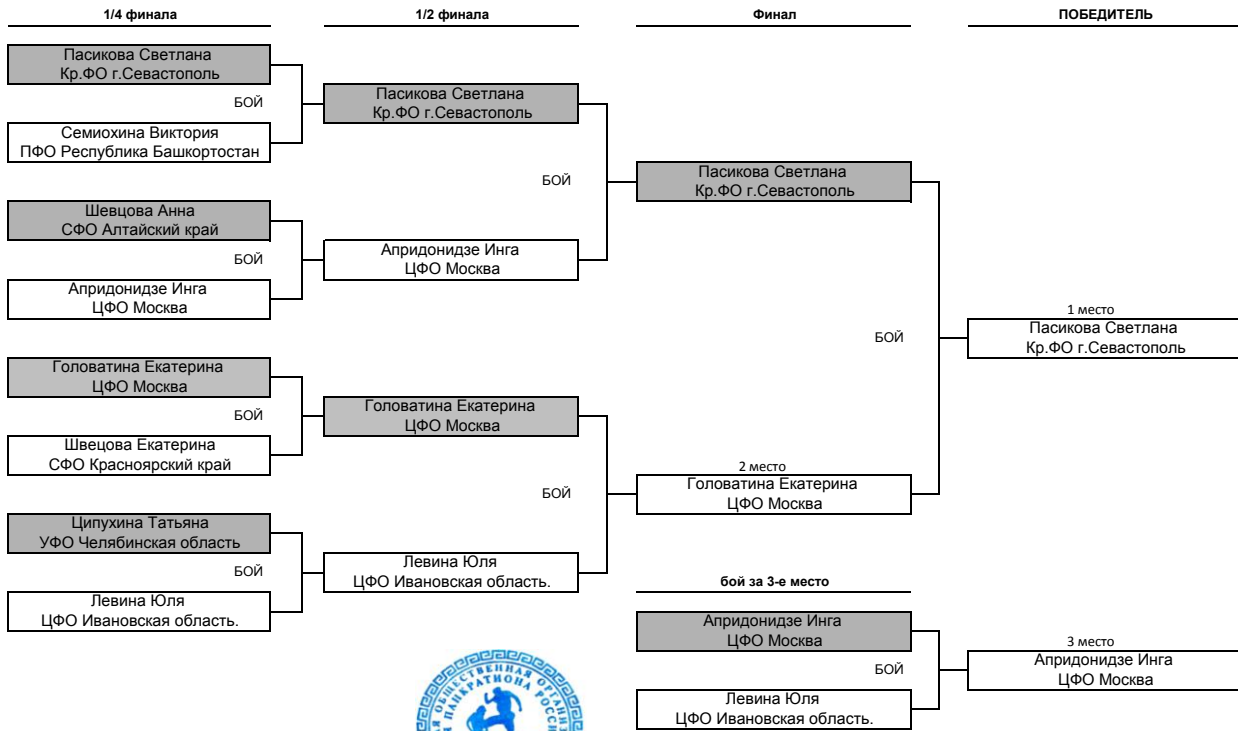 1/4 финала
1/2 финала
Финал
ПОБЕДИТЕЛЬ
Пасикова Светлана
Кр.ФО г.Севастополь
БОЙ
Семиохина Виктория
ПФО Республика Башкортостан
Шевцова Анна
СФО Алтайский край
БОЙ
Апридонидзе Инга
ЦФО Москва
Головатина Екатерина
ЦФО Москва
БОЙ
Швецова Екатерина
СФО Красноярский край
Ципухина Татьяна
УФО Челябинская область
БОЙ
Левина Юля
ЦФО Ивановская область.
Пасикова Светлана
Кр.ФО г.Севастополь
БОЙ
Апридонидзе Инга
ЦФО Москва
Головатина Екатерина
ЦФО Москва
БОЙ
Левина Юля
ЦФО Ивановская область.
Пасикова Светлана
Кр.ФО г.Севастополь
БОЙ
2 место
Головатина Екатерина
ЦФО Москва
1 место
Пасикова Светлана
Кр.ФО г.Севастополь
бой за 3-е место
Апридонидзе Инга
ЦФО Москва
БОЙ
Левина Юля
ЦФО Ивановская область.
3 место
Апридонидзе Инга
ЦФО Москва
ОБЩЕСТВЕННАЯ
ПАНКРАТИОНА